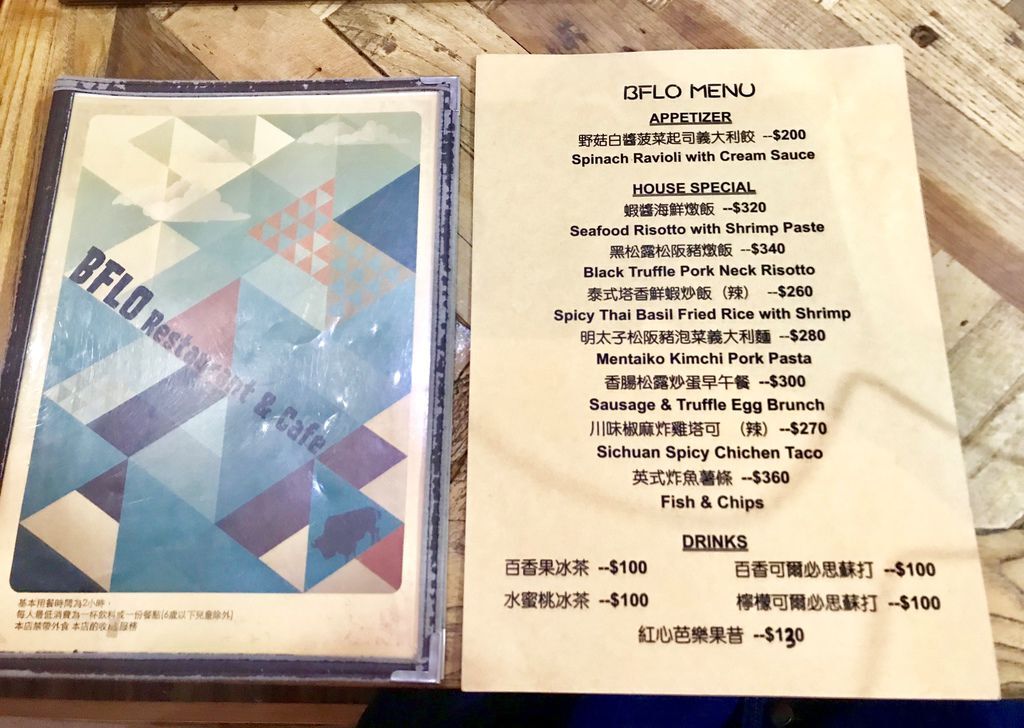 BFLO Restaurant & Cafe
基本用餐時間為2小時,
每人最低消費為一杯飲料或一份餐點(6歲以下兒童除外)
本店禁帶外食 本店酌收 服務
BFLO MENU
APPETIZER
野菇白醬菠菜起司義大利餃 --$200
Spinach Ravioli with Cream Sauce
HOUSE SPECIAL
蝦醬海鮮燉飯 --$320
Seafood Risotto with Shrimp Paste
黑松露松阪豬燉飯 --$340
Black Truffle Pork Neck Risotto
泰式塔香鮮蝦炒飯（辣） --$260
Spicy Thai Basil Fried Rice with Shrimp
明太子松阪豬泡菜義大利麵 --$280
Mentaiko Kimchi Pork Pasta
香腸松露炒蛋早午餐 --$300
Sausage & Truffle Egg Brunch
川味椒麻炸雞塔可 （辣）--$270
Sichuan Spicy Chichen Taco
英式炸魚薯條 --$360
Fish & Chips
DRINKS
百香果冰茶 --$100 百香可爾必思蘇打 --$100
水蜜桃冰茶 --$100 檸檬可爾必思蘇打 --$100
紅心芭樂果昔 --$130